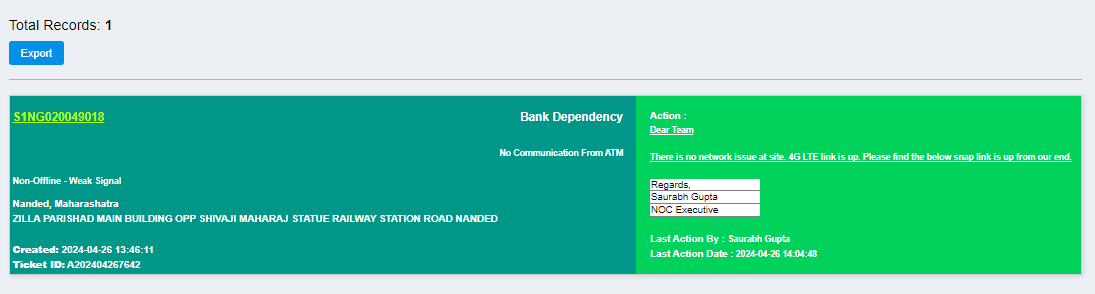 Total Records: 1
Export
S1NG020049018
Bank Dependency
No Communication From ATM
Non-Offline - Weak Signal
Nanded, Maharashatra
ZILLA PARISHAD MAIN BUILDING OPP SHIVAJI MAHARAJ STATUE RAILWAY STATION ROAD NANDED
Created: 2024-04-26 13:46:11
Ticket ID: A202404267642
Action :
Dear Team
There is no network issue at site. 4G LTE link is up. Please find the below snap link is up from our end.
Regards,
Saurabh Gupta
NOC Executive
Last Action By : Saurabh Gupta
Last Action Date : 2024-04-26 14:04:48